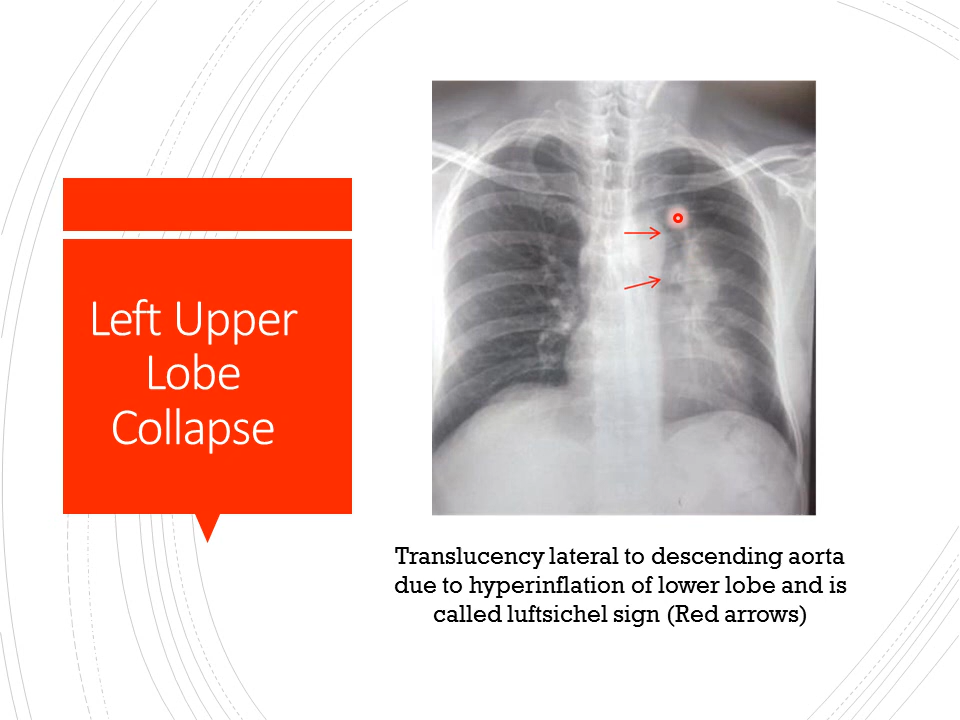 Left Upper
Lobe
Collapse
Translucency lateral to descending aorta
due to hyperinflation of lower lobe and is
called luftsichel sign (Red arrows)